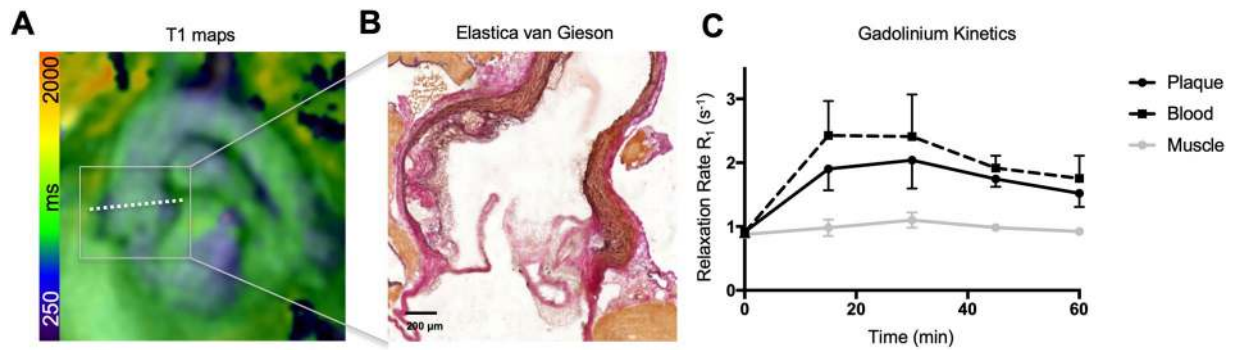 A
T1 maps
2000
ms
250
B
Elastica van Gieson
200 μm
C
Gadolinium Kinetics
Relaxation Rate R₁ (s⁻¹)
3
2
1
0
0
20
40
60
Time (min)
Plaque
Blood
Muscle